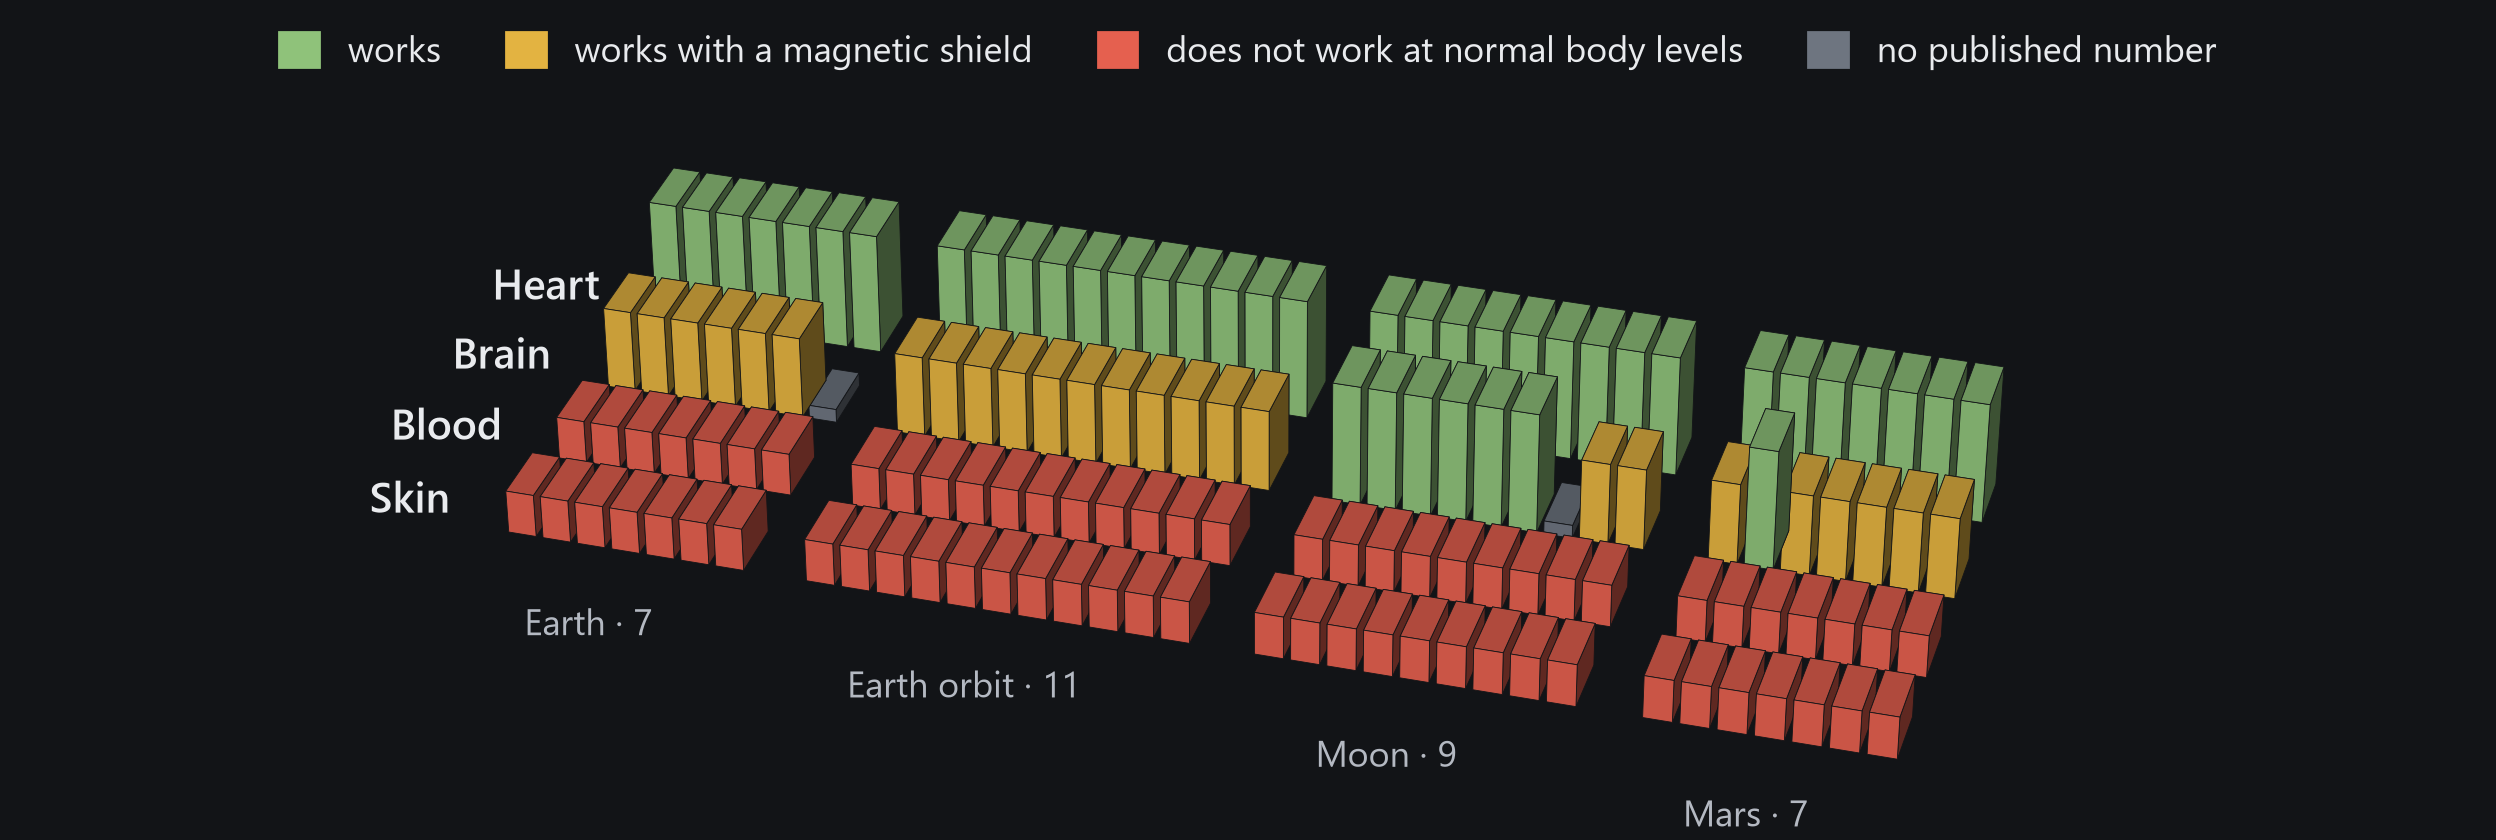 works works with a magnetic shield does not work at normal body levels no published number
Heart
Brain
Blood
Skin
Earth · 7
Earth orbit · 11
Moon · 9
Mars · 7